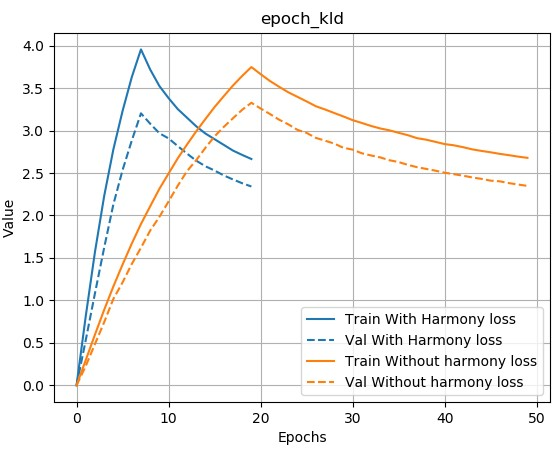 epoch_kld
Value
4.0
3.5
3.0
2.5
2.0
1.5
1.0
0.5
0.0
Train With Harmony loss
Val With Harmony loss
Train Without harmony loss
Val Without harmony loss
0 10 20 30 40 50
Epochs